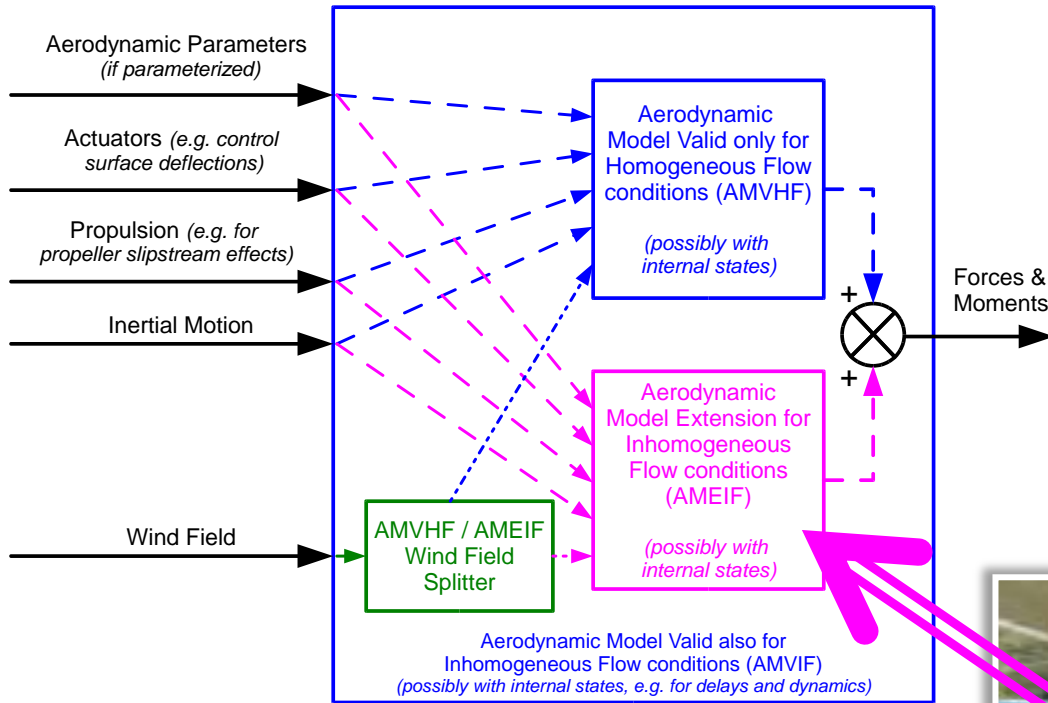 Aerodynamic Parameters
(if parameterized)
Actuators (e.g. control
surface deflections)
Propulsion (e.g. for
propeller slipstream effects)
Inertial Motion
Wind Field
Aerodynamic
Model Valid only for
Homogeneous Flow
conditions (AMVHF)
(possibly with
internal states)
Aerodynamic
Model Extension for
Inhomogeneous
Flow conditions
(AMEIF)
(possibly with
internal states)
AMVHF / AMEIF
Wind Field
Splitter
+
+
Forces &
Moments
Aerodynamic Model Valid also for
Inhomogeneous Flow conditions (AMVIF)
(possibly with internal states, e.g. for delays and dynamics)